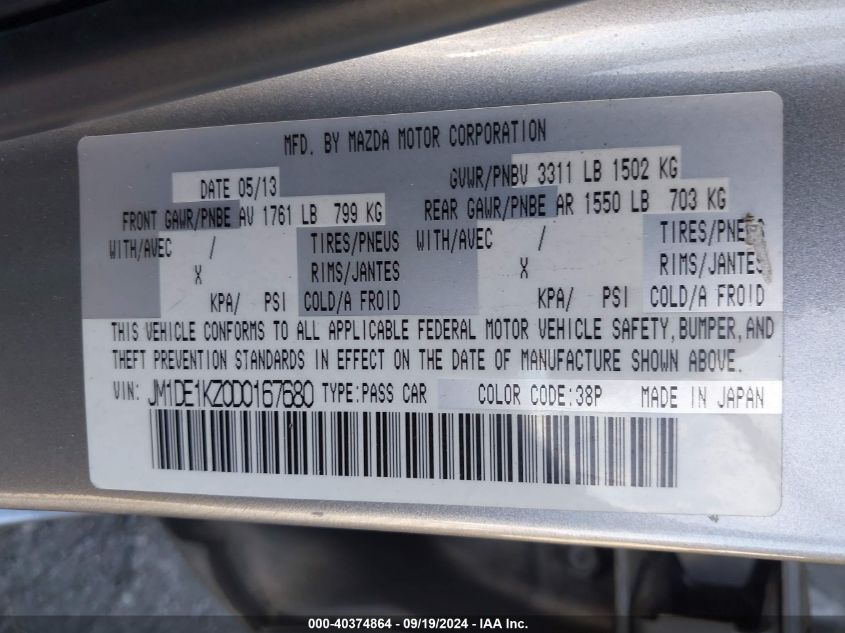 MFD. BY MAZDA MOTOR CORPORATION
DATE 05/13 GVWR/PNBV 3311 LB 1502 KG
FRONT GAWR/PNBE AV 1761 LB 799 KG REAR GAWR/PNBE AR 1550 LB 703 KG
WITH/AVEC / TIRES/PNEUS WITH/AVEC / TIRES/PNEUS
X RIMS/JANTES X RIMS/JANTES
KPA/ PSI COLD/A FROID KPA/ PSI COLD/A FROID
THIS VEHICLE CONFORMS TO ALL APPLICABLE FEDERAL MOTOR VEHICLE SAFETY, BUMPER, AND
THEFT PREVENTION STANDARDS IN EFFECT ON THE DATE OF MANUFACTURE SHOWN ABOVE.
VIN: JM1DE1KZ0D0167680 TYPE:PASS CAR COLOR CODE:38P MADE IN JAPAN
000-40374864 / 09/19/2024 - IAA Inc.